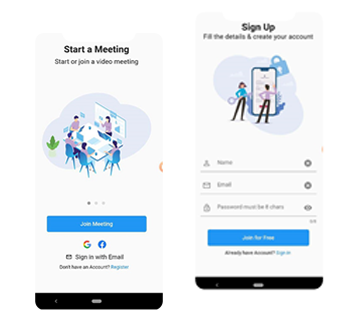 Start a Meeting
Start or join a video meeting
Join Meeting
Sign in with Email
Don't have an Account? Register
Sign Up
Fill the details & create your account
Name
Email
Password must be 8 chars
0/8
Join for Free
Already have Account? Sign in